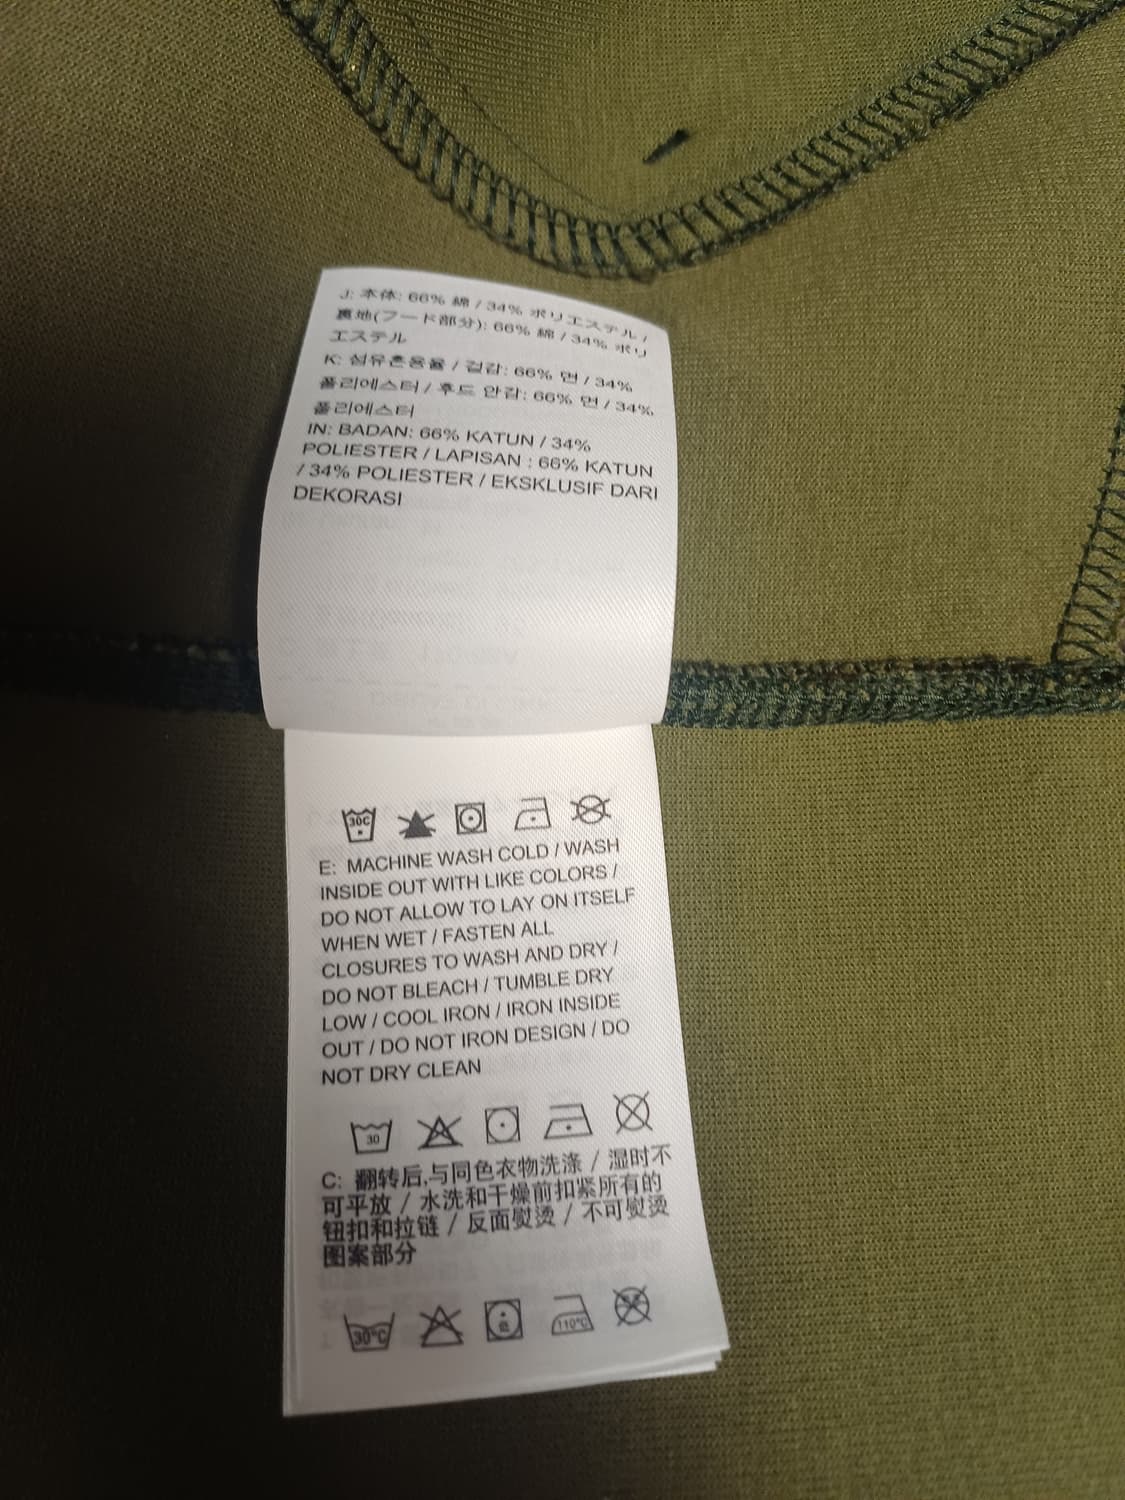 J: 本体: 66% 綿 / 34% ポリエステル /
裏地(フード部分): 66% 綿 / 34% ポリ
エステル
K: 섬유혼용율 / 겉감: 66% 면 / 34%
폴리에스터 / 후드 안감: 66% 면 / 34%
폴리에스터
IN: BADAN: 66% KATUN / 34%
POLIESTER / LAPISAN : 66% KATUN
/ 34% POLIESTER / EKSKLUSIF DARI
DEKORASI
30C
E: MACHINE WASH COLD / WASH
INSIDE OUT WITH LIKE COLORS /
DO NOT ALLOW TO LAY ON ITSELF
WHEN WET / FASTEN ALL
CLOSURES TO WASH AND DRY /
DO NOT BLEACH / TUMBLE DRY
LOW / COOL IRON / IRON INSIDE
OUT / DO NOT IRON DESIGN / DO
NOT DRY CLEAN
30
C: 翻转后,与同色衣物洗涤 / 湿时不
可平放 / 水洗和干燥前扣紧所有的
钮扣和拉链 / 反面熨烫 / 不可熨烫
图案部分
30°C 低 110°C